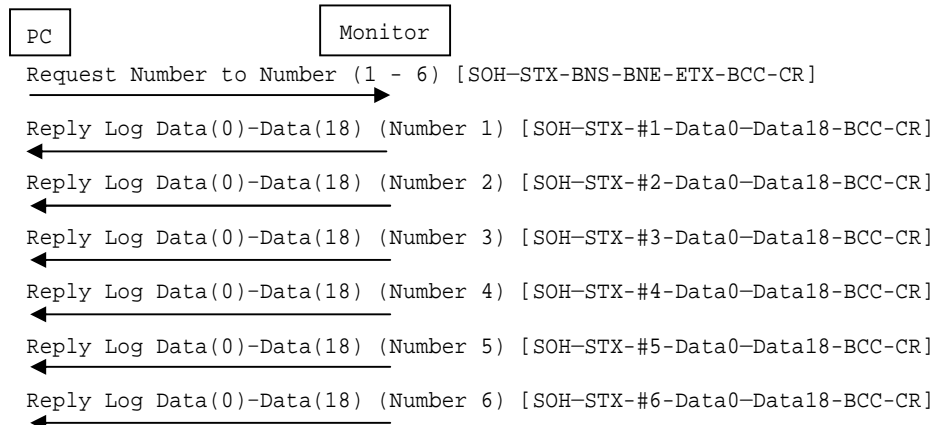 PC Monitor
Request Number to Number (1 - 6) [SOH—STX-BNS-BNE-ETX-BCC-CR]
Reply Log Data(0)-Data(18) (Number 1) [SOH—STX-#1-Data0—Data18-BCC-CR]
Reply Log Data(0)-Data(18) (Number 2) [SOH—STX-#2-Data0—Data18-BCC-CR]
Reply Log Data(0)-Data(18) (Number 3) [SOH—STX-#3-Data0—Data18-BCC-CR]
Reply Log Data(0)-Data(18) (Number 4) [SOH—STX-#4-Data0—Data18-BCC-CR]
Reply Log Data(0)-Data(18) (Number 5) [SOH—STX-#5-Data0—Data18-BCC-CR]
Reply Log Data(0)-Data(18) (Number 6) [SOH—STX-#6-Data0—Data18-BCC-CR]